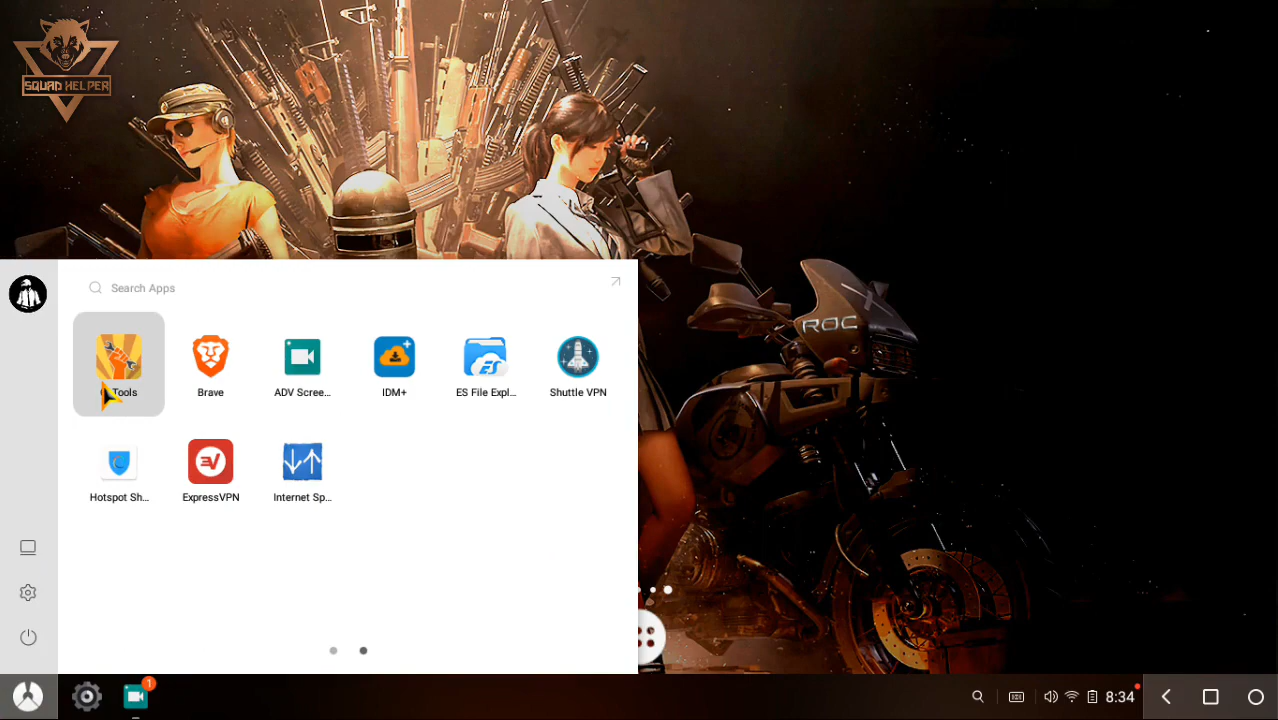 SQUAD HELPER
ROC
Search Apps
Tools
Brave
ADV Scree...
IDM+
ES File Expl...
Shuttle VPN
Hotspot Sh...
ExpressVPN
Internet Sp...
1
8:34